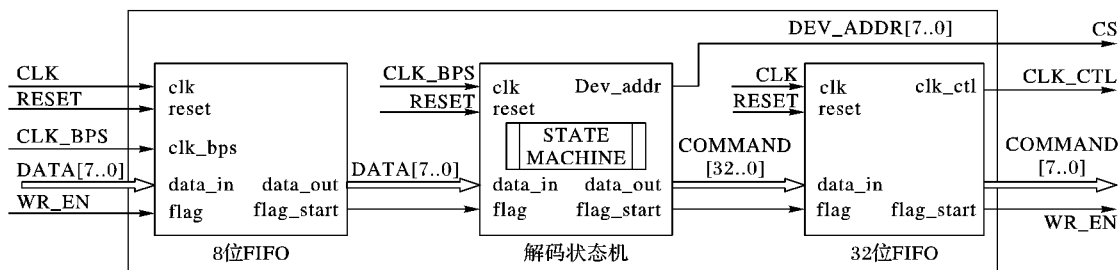 DEV_ADDR[7..0]
CS
CLK
clk
CLK_BPS
clk
Dev_addr
CLK
clk
clk_ctl
CLK_CTL
RESET
reset
RESET
reset
RESET
reset
CLK_BPS
clk_bps
STATE
MACHINE
COMMAND
[32..0]
COMMAND
[7..0]
DATA[7..0]
data_in
data_out
DATA[7..0]
data_in
data_out
data_in
WR_EN
flag
flag_start
flag
flag_start
flag
flag_start
WR_EN
8位FIFO
解码状态机
32位FIFO